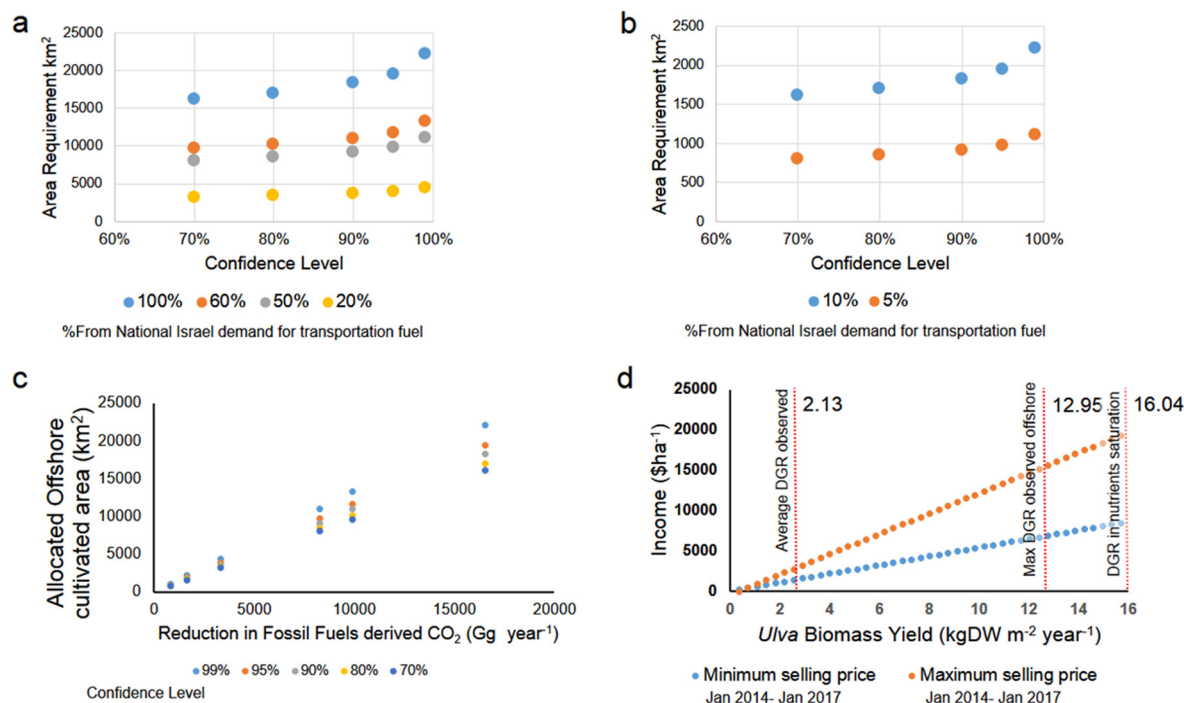 a
Area Requirement km²
25000
20000
15000
10000
5000
0
60% 70% 80% 90% 100%
Confidence Level
100% 60% 50% 20%
%From National Israel demand for transportation fuel
b
Area Requirement km²
2500
2000
1500
1000
500
0
60% 70% 80% 90% 100%
Confidence Level
10% 5%
%From National Israel demand for transportation fuel
c
Allocated Offshore
cultivated area (km²)
25000
20000
15000
10000
5000
0
0 5000 10000 15000 20000
Reduction in Fossil Fuels derived CO₂ (Gg year⁻¹)
99% 95% 90% 80% 70%
Confidence Level
d
Income ($ha⁻¹)
25000
20000
15000
10000
5000
0
Average DGR observed
2.13
Max DGR observed offshore
12.95
DGR in nutrients saturation
16.04
0 2 4 6 8 10 12 14 16
Ulva Biomass Yield (kgDW m⁻² year⁻¹)
Minimum selling price Maximum selling price
Jan 2014- Jan 2017 Jan 2014- Jan 2017